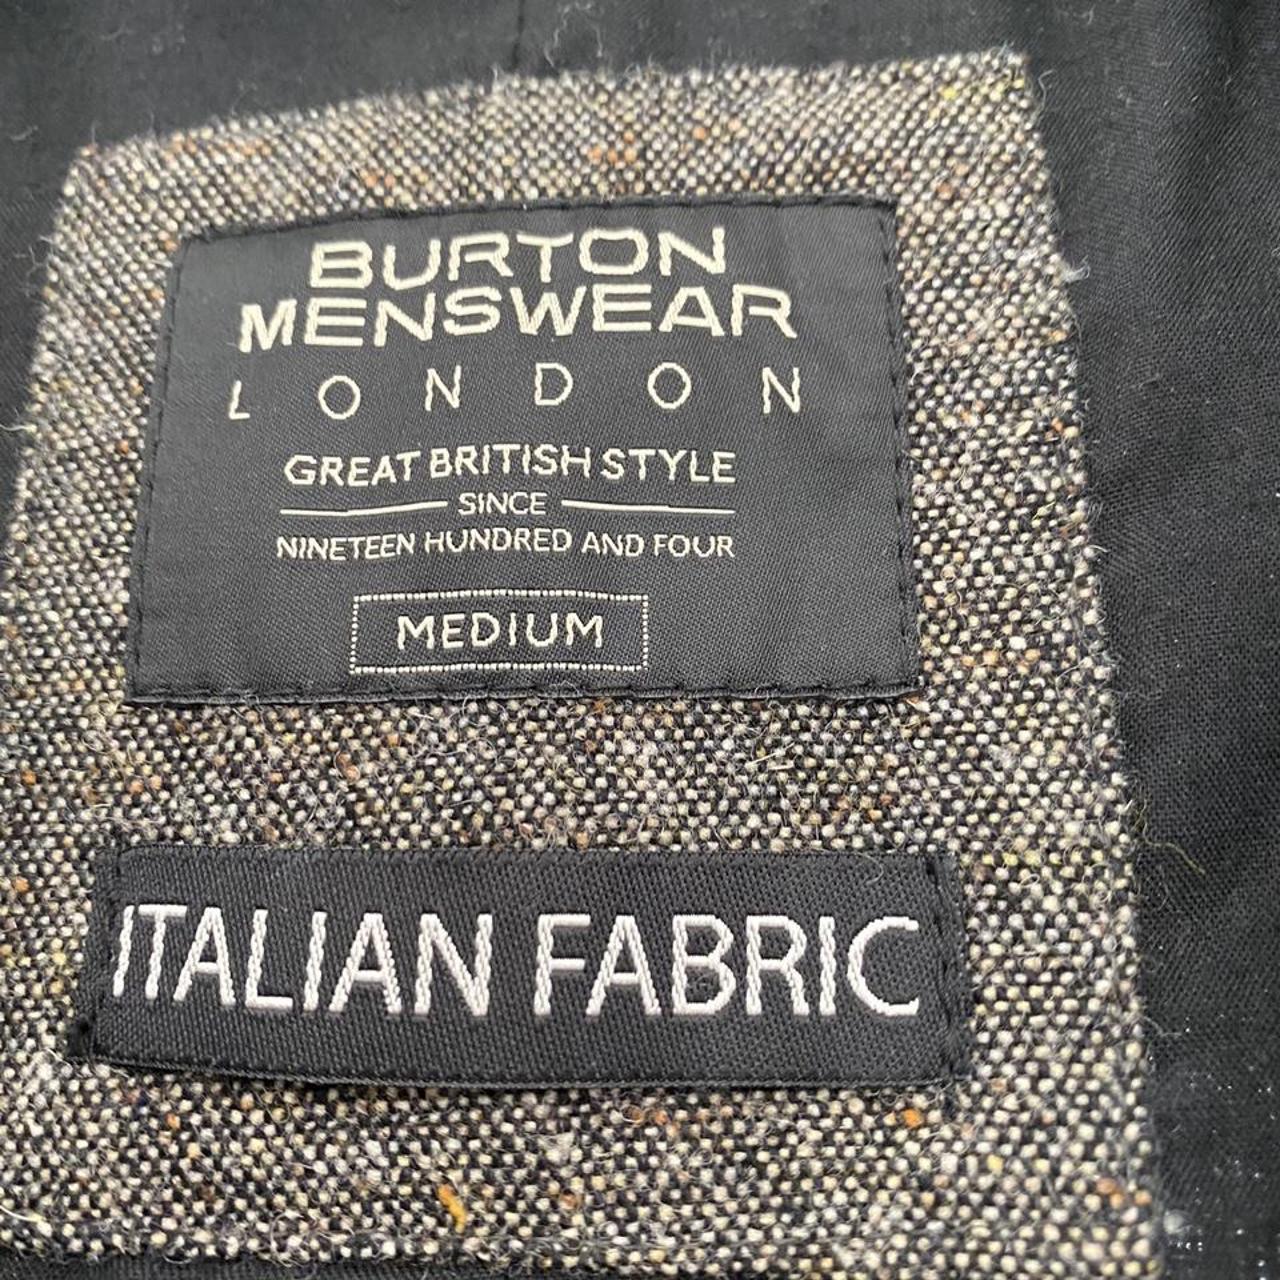 BURTON
MENSWEAR
LONDON
GREAT BRITISH STYLE
SINCE
NINETEEN HUNDRED AND FOUR
MEDIUM
ITALIAN FABRIC